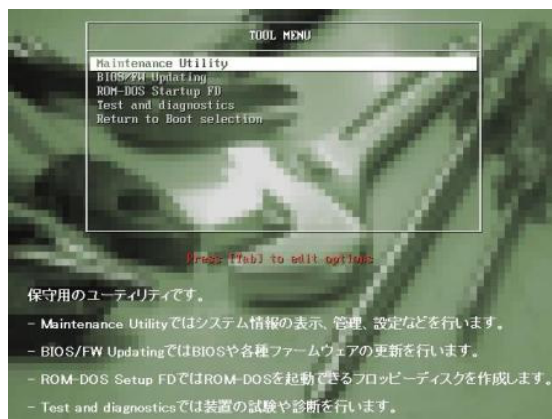 TOOL MENU
Maintenance Utility
BIOS/FW Updating
ROM-DOS Startup FD
Test and diagnostics
Return to Boot selection
Press [Tab] to edit options
保守用のユーティリティです。
- Maintenance Utilityではシステム情報の表示、管理、設定などを行います。
- BIOS/FW UpdatingではBIOSや各種ファームウェアの更新を行います。
- ROM-DOS Setup FDではROM-DOSを起動できるフロッピーディスクを作成します。
- Test and diagnosticsでは装置の試験や診断を行います。